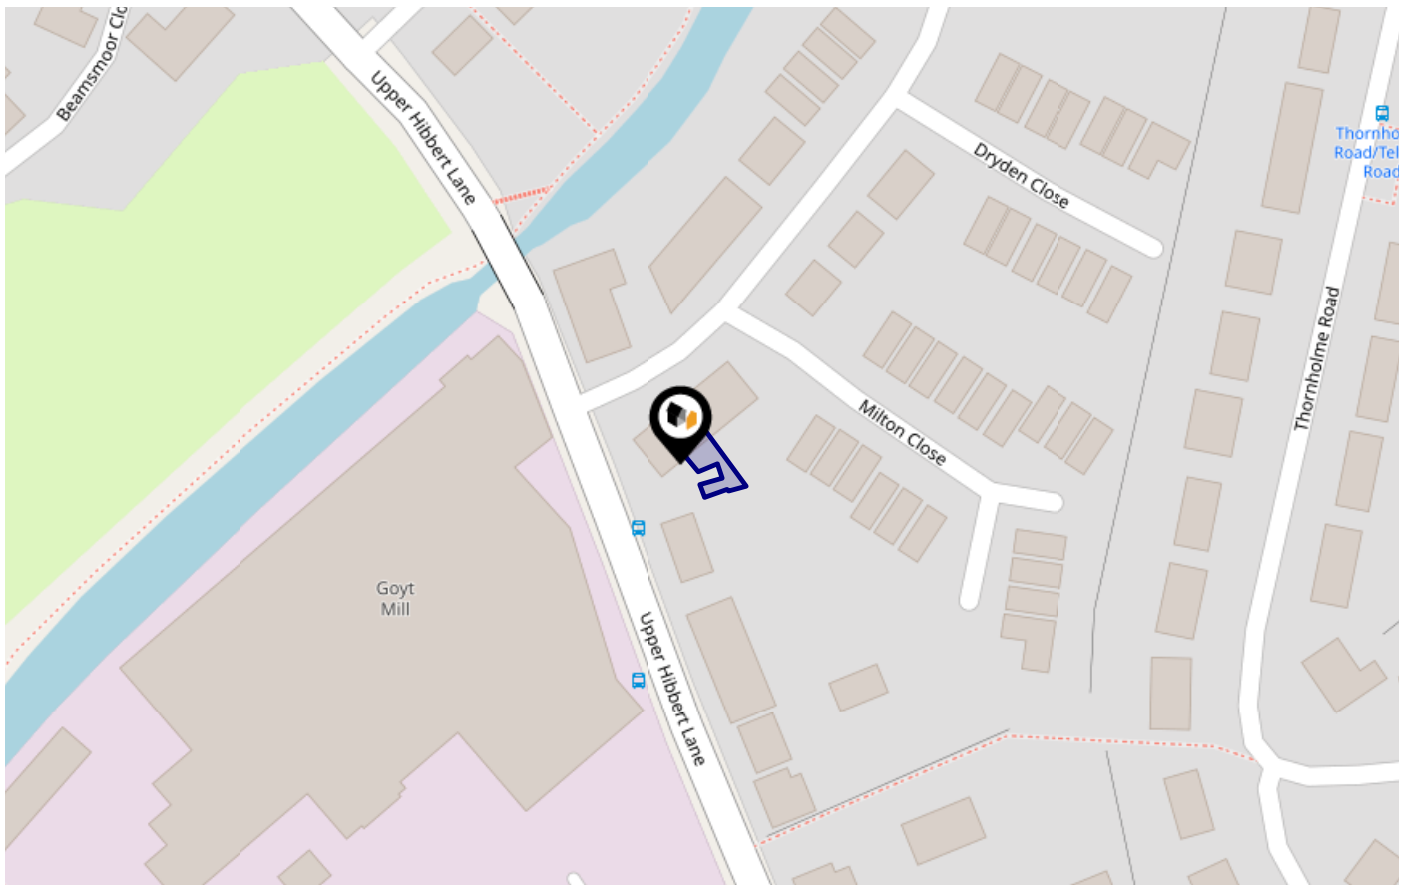 Beamsmoor Clo
Upper Hibbert Lane
Dryden Close
Thornho
Road/Tel
Road
Thornholme Road
Milton Close
Goyt
Mill
Upper Hibbert Lane